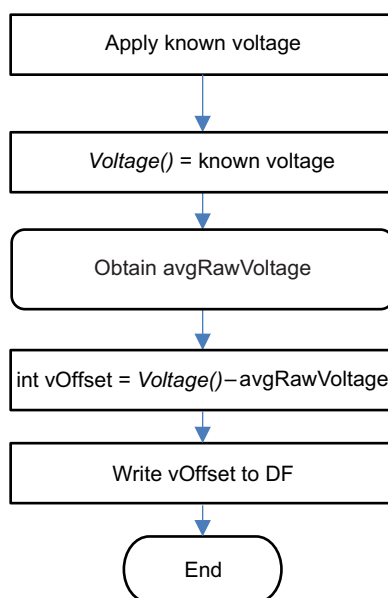 Apply known voltage
Voltage() = known voltage
Obtain avgRawVoltage
int vOffset = Voltage()–avgRawVoltage
Write vOffset to DF
End